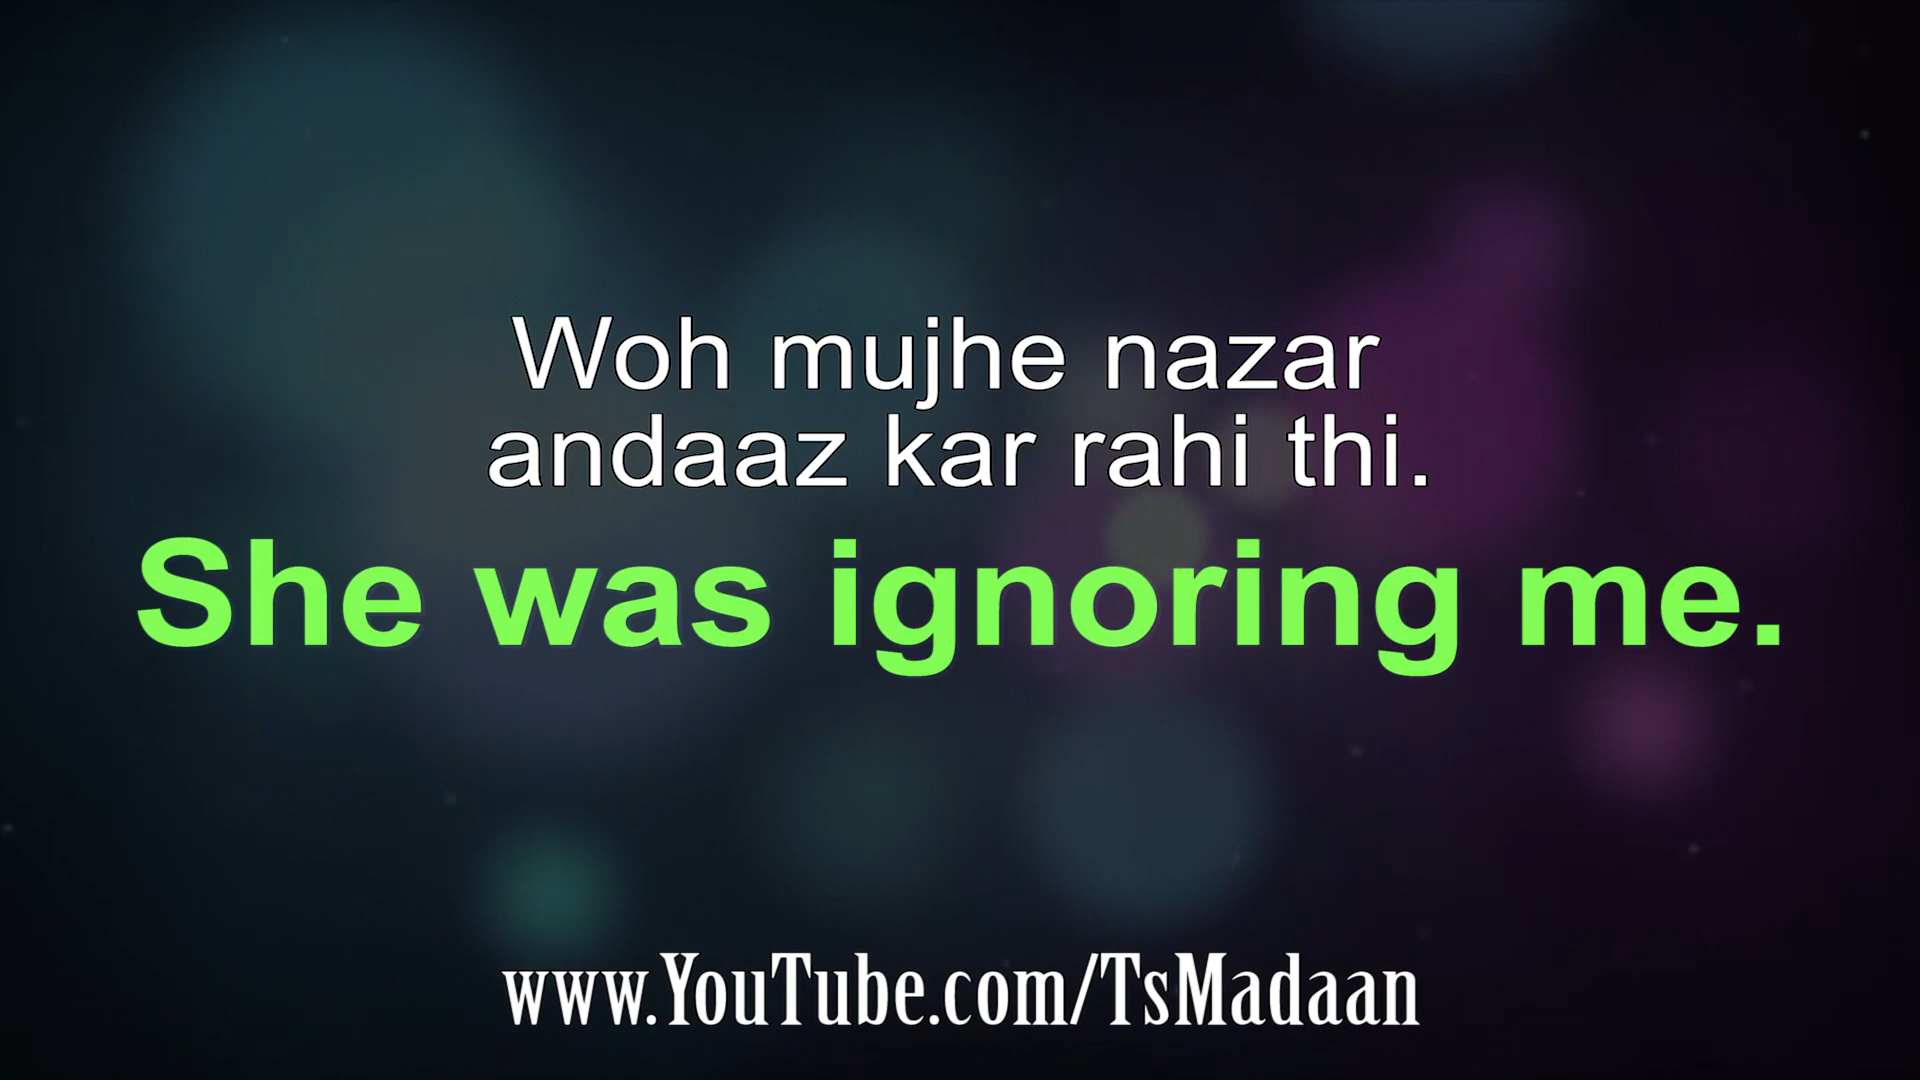 Woh mujhe nazar
andaaz kar rahi thi.
She was ignoring me.
www.YouTube.com/TsMadaan